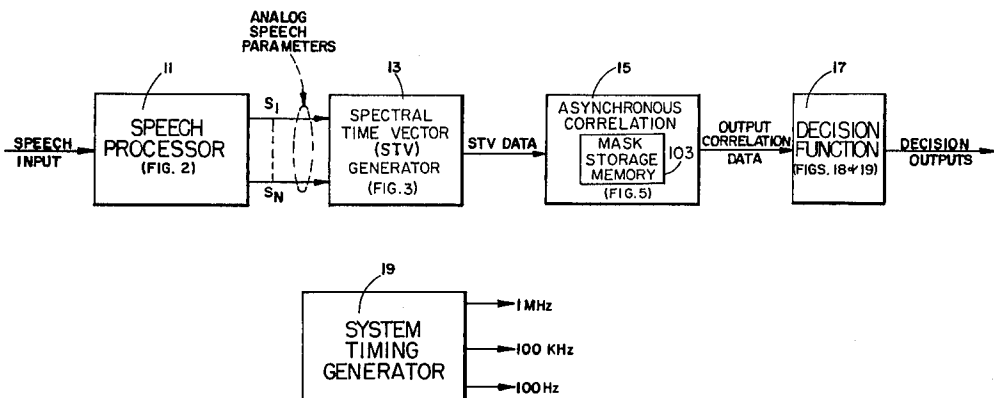 ANALOG
SPEECH
PARAMETERS
11
13
15
17
SPEECH
INPUT
SPEECH
PROCESSOR
(FIG. 2)
S1
SN
SPECTRAL
TIME VECTOR
(STV)
GENERATOR
(FIG. 3)
STV DATA
ASYNCHRONOUS
CORRELATION
MASK
STORAGE
MEMORY
103
(FIG. 5)
OUTPUT
CORRELATION
DATA
DECISION
FUNCTION
(FIGS. 18 & 19)
DECISION
OUTPUTS
19
SYSTEM
TIMING
GENERATOR
1 MHz
100 KHz
100 Hz